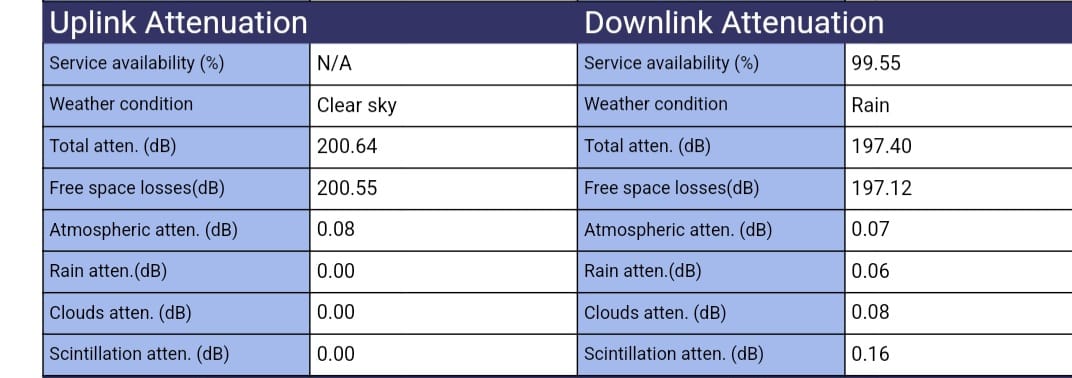 Uplink Attenuation Downlink Attenuation
Service availability (%) N/A Service availability (%) 99.55
Weather condition Clear sky Weather condition Rain
Total atten. (dB) 200.64 Total atten. (dB) 197.40
Free space losses(dB) 200.55 Free space losses(dB) 197.12
Atmospheric atten. (dB) 0.08 Atmospheric atten. (dB) 0.07
Rain atten.(dB) 0.00 Rain atten.(dB) 0.06
Clouds atten. (dB) 0.00 Clouds atten. (dB) 0.08
Scintillation atten. (dB) 0.00 Scintillation atten. (dB) 0.16